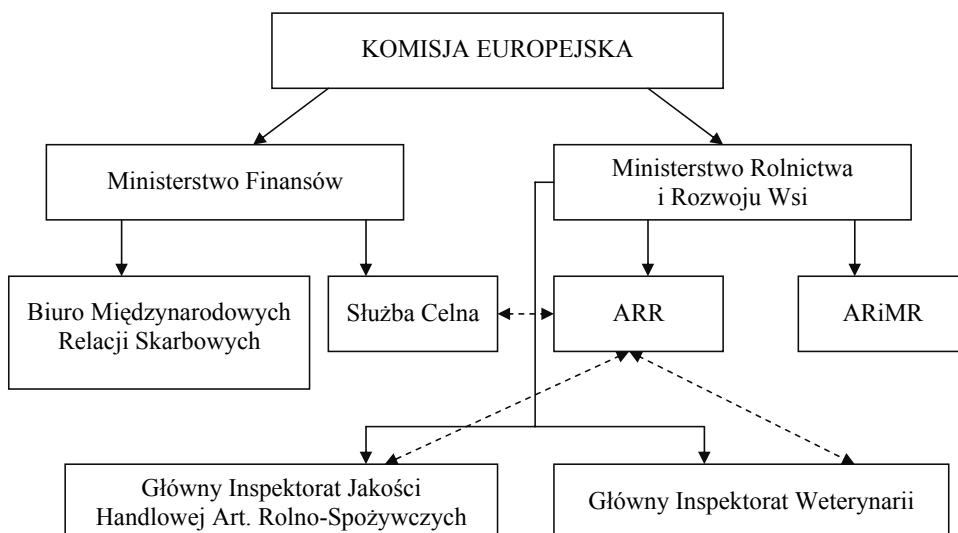 KOMISJA EUROPEJSKA
Ministerstwo Finansów
Ministerstwo Rolnictwa
i Rozwoju Wsi
Biuro Międzynarodowych
Relacji Skarbowych
Służba Celna
ARR
ARiMR
Główny Inspektorat Jakości
Handlowej Art. Rolno-Spożywczych
Główny Inspektorat Weterynarii